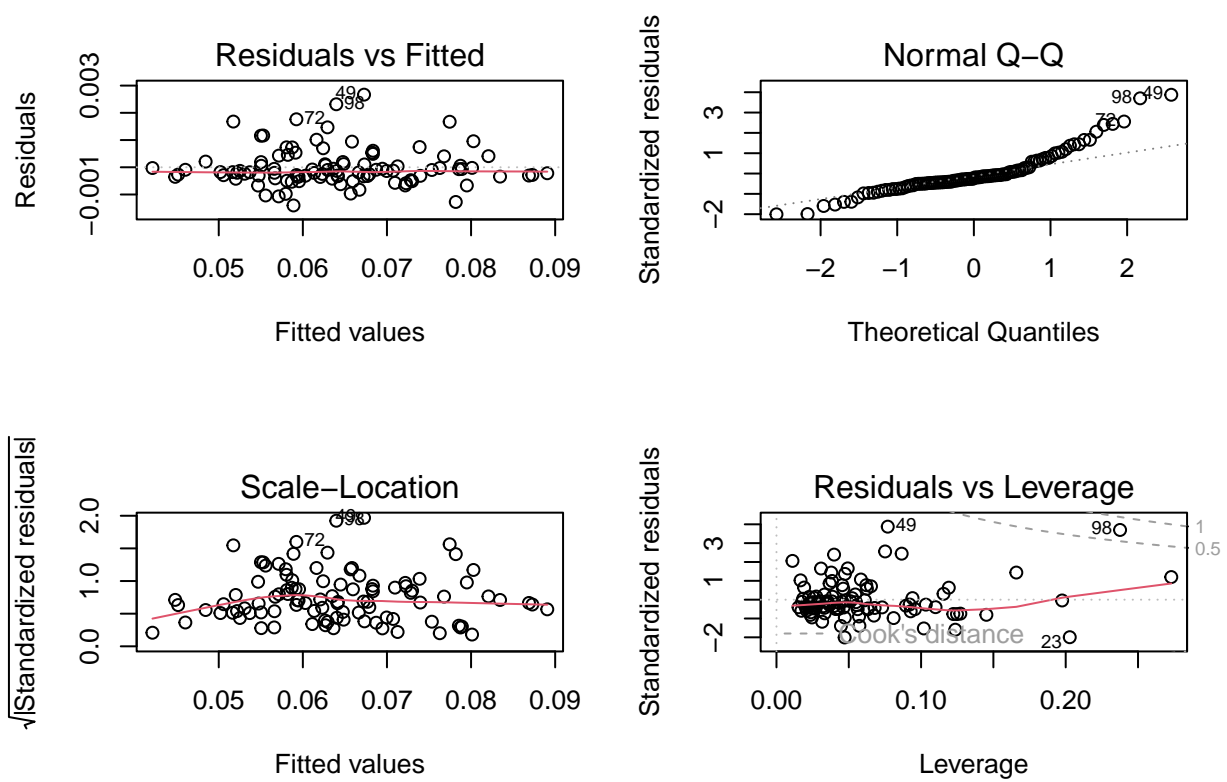 Residuals vs Fitted
Residuals
0.003
-0.001
49
98
72
0.05 0.06 0.07 0.08 0.09
Fitted values
Normal Q-Q
Standardized residuals
3
1
-2
98 49
72
-2 -1 0 1 2
Theoretical Quantiles
Scale-Location
√|Standardized residuals|
2.0
1.0
0.0
49
98
72
0.05 0.06 0.07 0.08 0.09
Fitted values
Residuals vs Leverage
Standardized residuals
3
1
-2
49
98
23
1
0.5
Cook's distance
0.00 0.10 0.20
Leverage